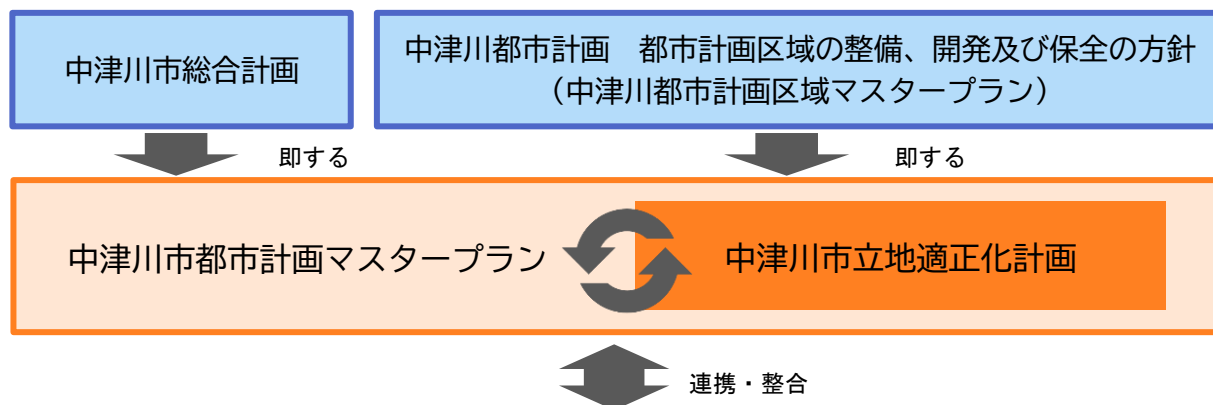 中津川市総合計画
中津川都市計画　都市計画区域の整備、開発及び保全の方針
（中津川都市計画区域マスタープラン）
即する
即する
中津川市都市計画マスタープラン
中津川市立地適正化計画
連携・整合